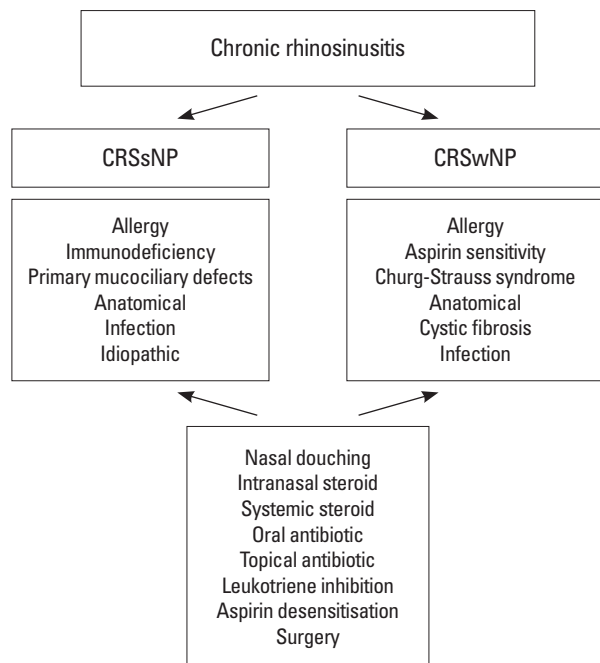 Chronic rhinosinusitis
CRSsNP
CRSwNP
Allergy
Immunodeficiency
Primary mucociliary defects
Anatomical
Infection
Idiopathic
Allergy
Aspirin sensitivity
Churg-Strauss syndrome
Anatomical
Cystic fibrosis
Infection
Nasal douching
Intranasal steroid
Systemic steroid
Oral antibiotic
Topical antibiotic
Leukotriene inhibition
Aspirin desensitisation
Surgery